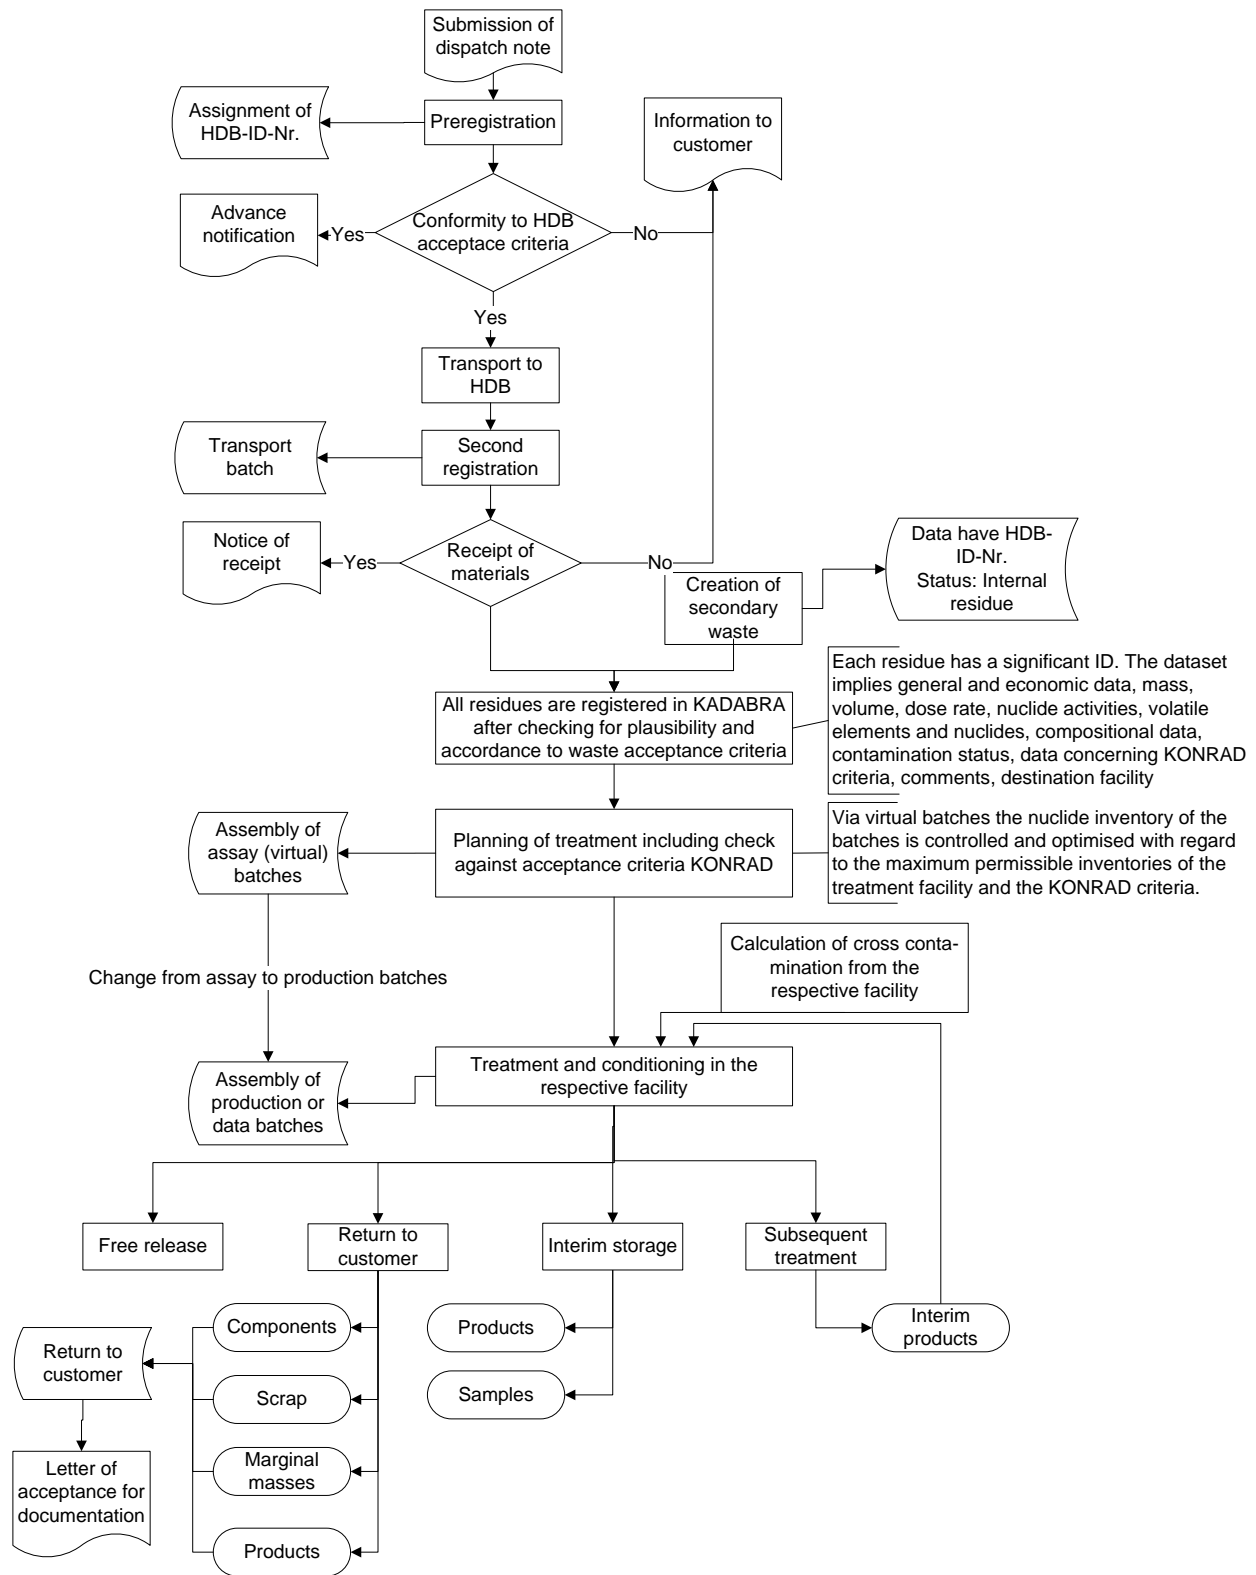 Submission of
dispatch note
Assignment of
HDB-ID-Nr.
Preregistration
Information to
customer
Advance
notification
Yes
Conformity to HDB
acceptace criteria
No
Yes
Transport to
HDB
Transport
batch
Second
registration
Notice of
receipt
Yes
Receipt of
materials
No
Creation of
secondary
waste
Data have HDB-
ID-Nr.
Status: Internal
residue
All residues are registered in KADABRA
after checking for plausibility and
accordance to waste acceptance criteria
Each residue has a significant ID. The dataset
implies general and economic data, mass,
volume, dose rate, nuclide activities, volatile
elements and nuclides, compositional data,
contamination status, data concerning KONRAD
criteria, comments, destination facility
Assembly of
assay (virtual)
batches
Planning of treatment including check
against acceptance criteria KONRAD
Via virtual batches the nuclide inventory of the
batches is controlled and optimised with regard
to the maximum permissible inventories of the
treatment facility and the KONRAD criteria.
Change from assay to production batches
Calculation of cross conta-
mination from the
respective facility
Assembly of
production or
data batches
Treatment and conditioning in the
respective facility
Free release
Return to
customer
Interim storage
Subsequent
treatment
Components
Products
Interim
products
Return to
customer
Scrap
Samples
Letter of
acceptance for
documentation
Marginal
masses
Products